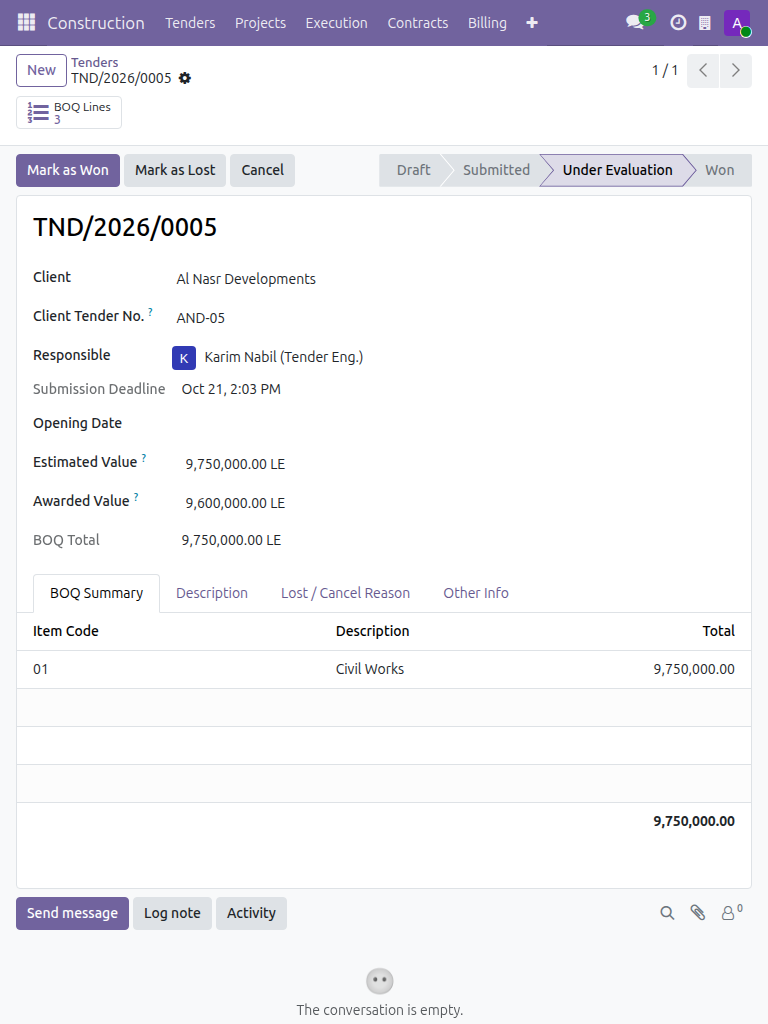 Construction Tenders Projects Execution Contracts Billing 3 A
New Tenders 1 / 1
TND/2026/0005
BOQ Lines
3
Mark as Won Mark as Lost Cancel Draft Submitted Under Evaluation Won
TND/2026/0005
Client Al Nasr Developments
Client Tender No. ? AND-05
Responsible K Karim Nabil (Tender Eng.)
Submission Deadline Oct 21, 2:03 PM
Opening Date
Estimated Value ? 9,750,000.00 LE
Awarded Value ? 9,600,000.00 LE
BOQ Total 9,750,000.00 LE
BOQ Summary Description Lost / Cancel Reason Other Info
Item Code Description Total
01 Civil Works 9,750,000.00
9,750,000.00
Send message Log note Activity 0
The conversation is empty.